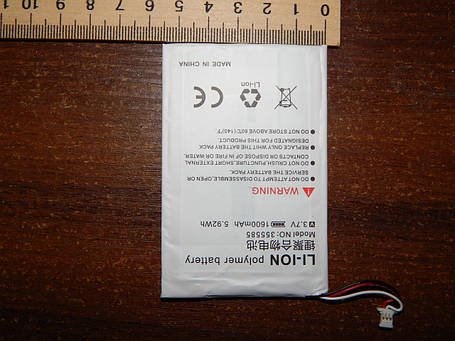 LI-ION polymer battery
锂聚合物电池
Model NO: 355585
3.7V 1600mAh 5.92Wh
WARNING
DO NOT ATTEMPT TO DISASSEMBLE, OPEN OR
SERVICE THE BATTERY PACK.
DO NOT CRUSH, PUNCTURE, SHORT EXTERNAL
CONTACTS OR DISPOSE OF IN FIRE OR WATER.
REPLACE ONLY WITH THE BATTERY PACK
DESIGNATED FOR THIS PRODUCT.
DO NOT STORE ABOVE 60°C (140°F)
CE
Li-ion
MADE IN CHINA
1 2 3 4 5 6 7 8 9 10